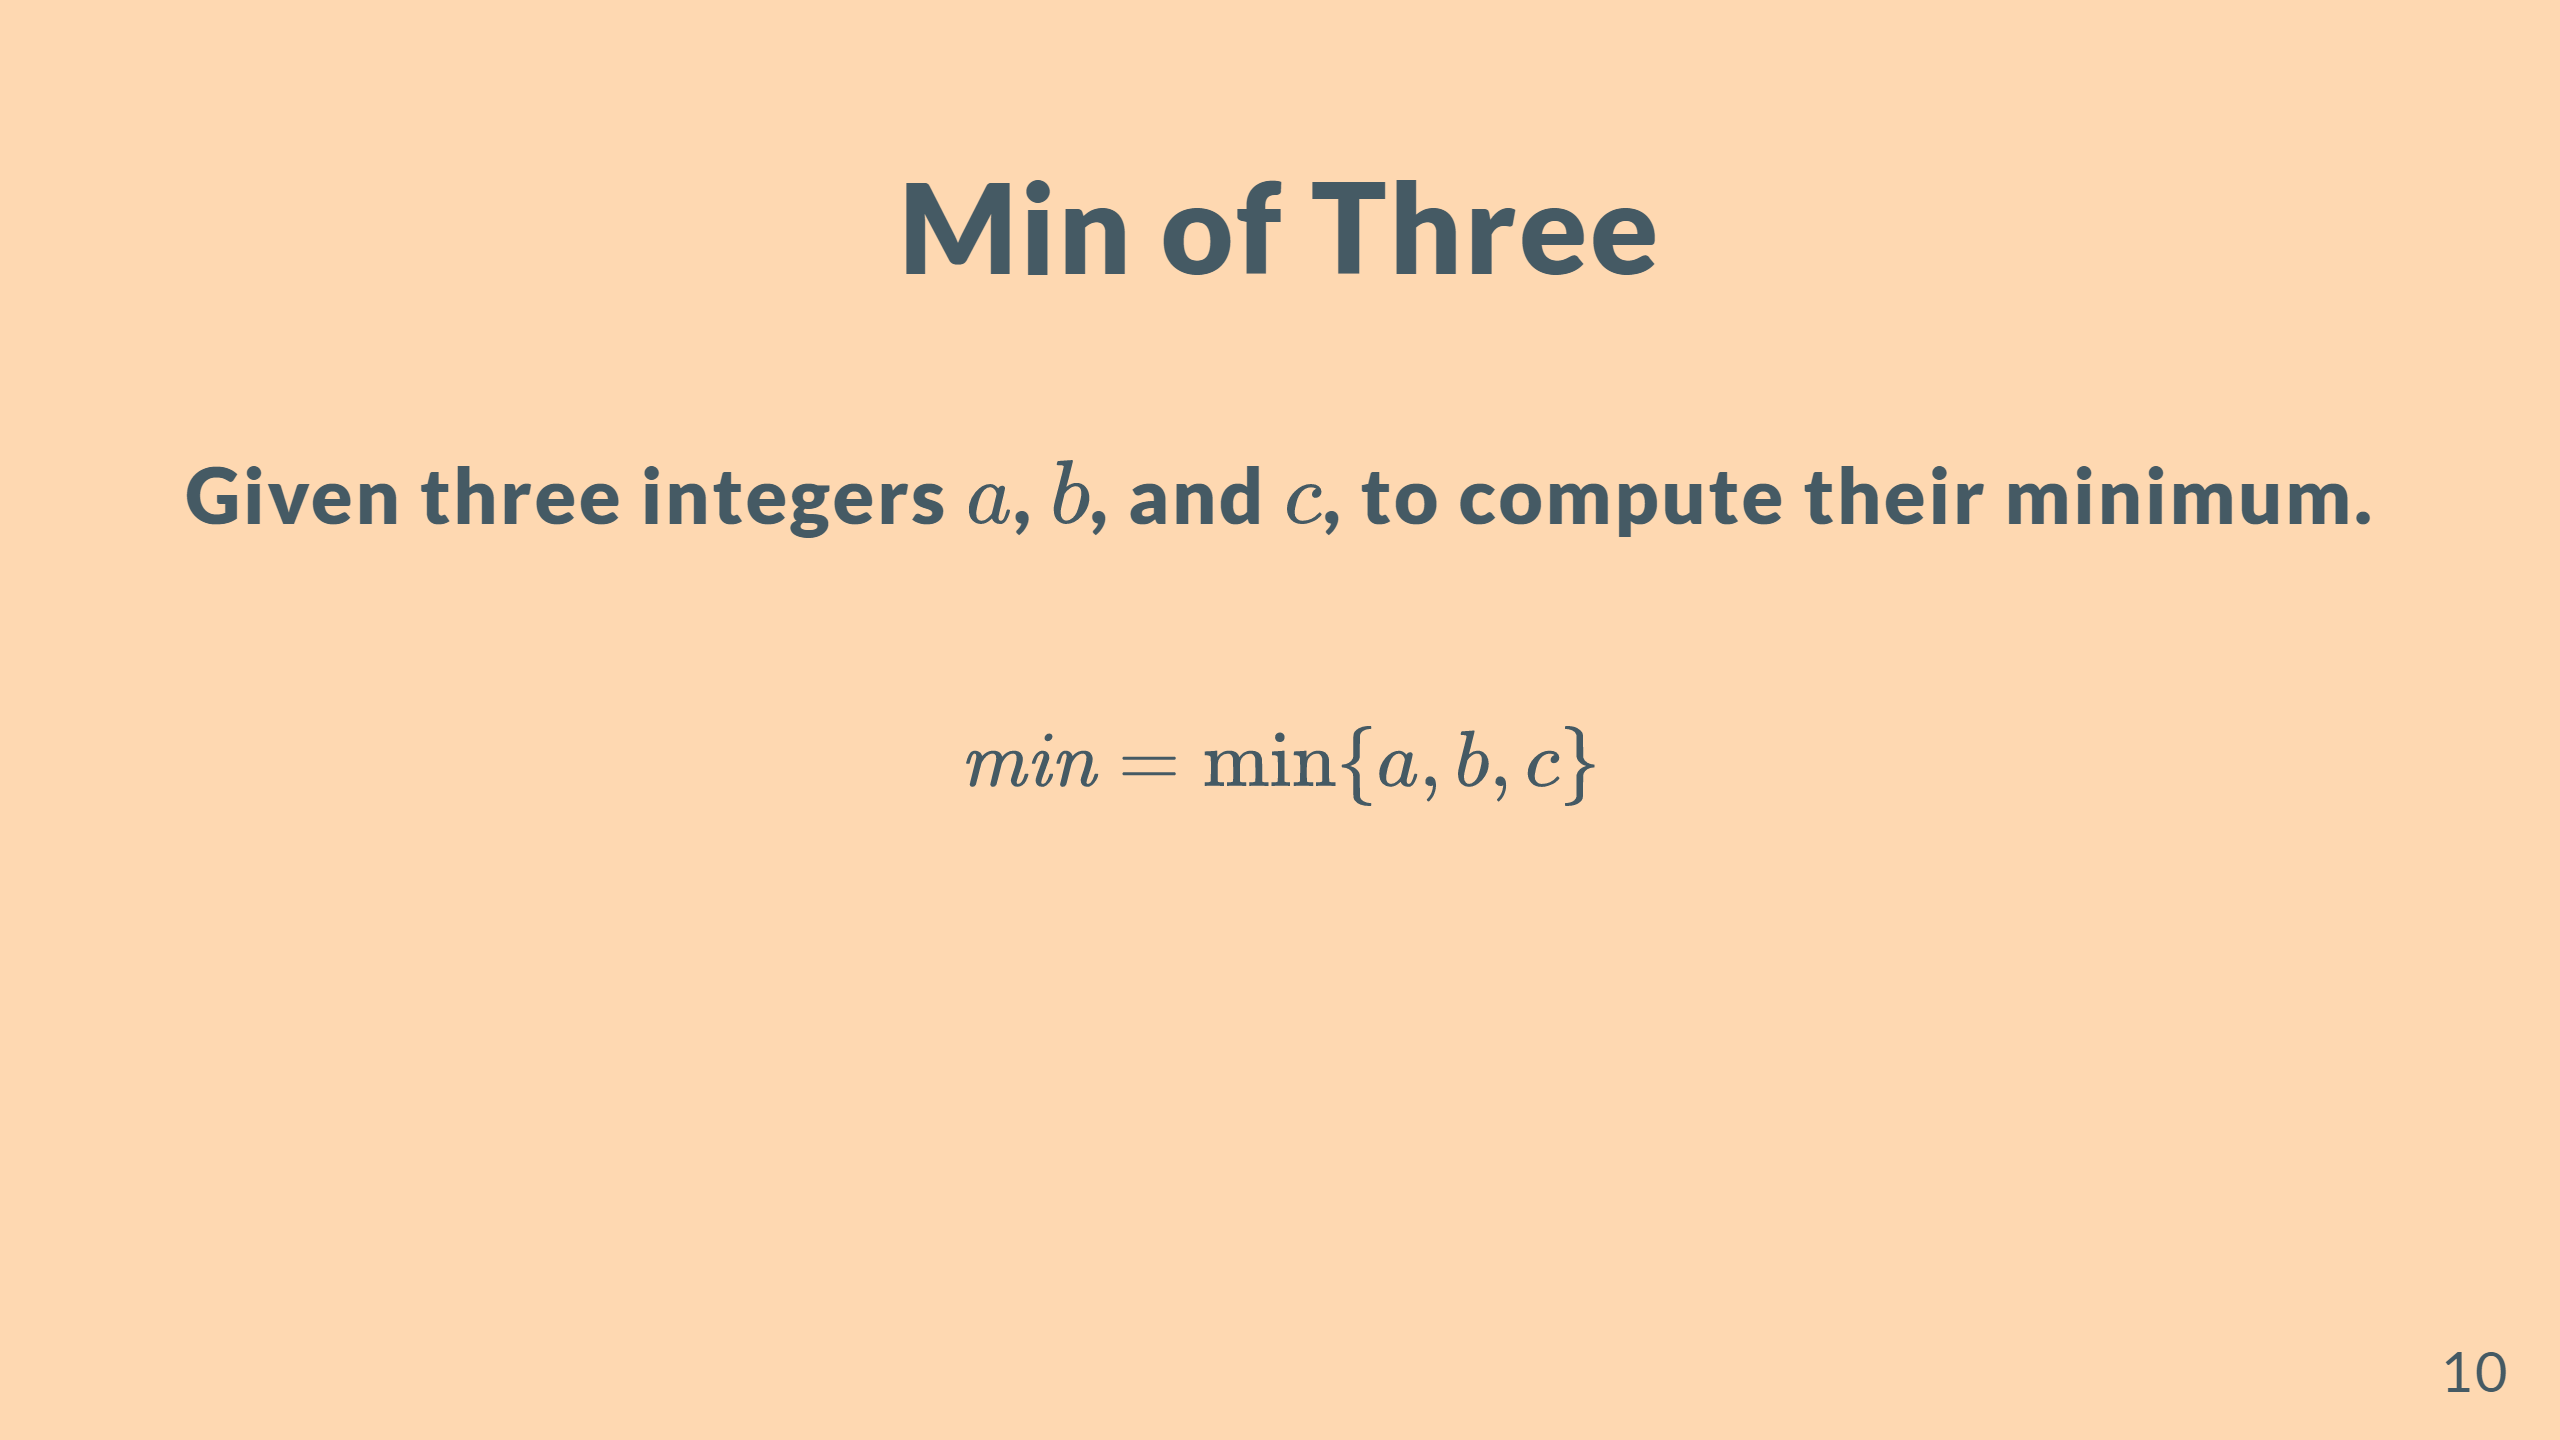 Min of Three
Given three integers a, b, and c, to compute their minimum.
min = min{a, b, c}
10